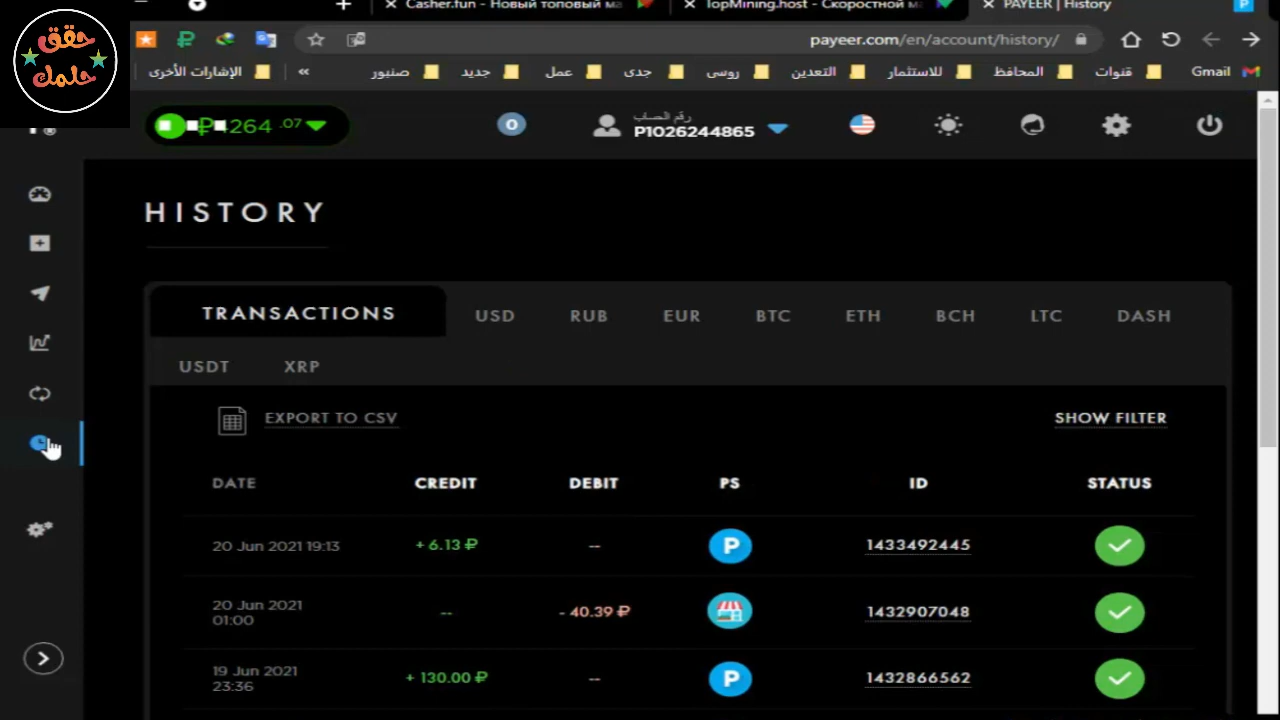 Casher.fun - Новый топовый ма
TopMining.host - Скоростной ма
PAYEER | History
حقق
حلمك
payeer.com/en/account/history/
Gmail
قنوات
المحافظ
التعدين
للاستثمار
روسى
جدى
عمل
جديد
صنبور
»
الإشارات الأخرى
₽ 264 .07
0
رقم الصاب
P1026244865
HISTORY
TRANSACTIONS USD RUB EUR BTC ETH BCH LTC DASH
USDT XRP
EXPORT TO CSV SHOW FILTER
DATE CREDIT DEBIT PS ID STATUS
20 Jun 2021 19:13 + 6.13 ₽ -- P 1433492445
20 Jun 2021
01:00
-- - 40.39 ₽ 1432907048
19 Jun 2021
23:36
+ 130.00 ₽ -- P 1432866562